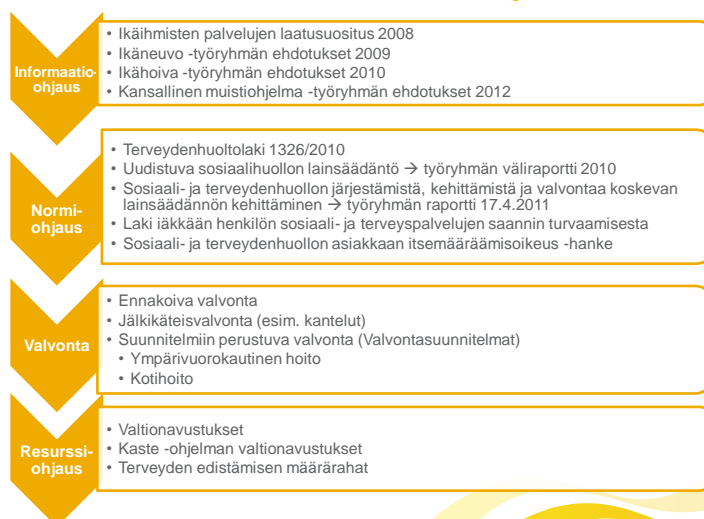 Informaatio-
ohjaus
• Ikäihmisten palvelujen laatusuositus 2008
• Ikäneuvo -työryhmän ehdotukset 2009
• Ikähoiva -työryhmän ehdotukset 2010
• Kansallinen muistiohjelma -työryhmän ehdotukset 2012
Normi-
ohjaus
• Terveydenhuoltolaki 1326/2010
• Uudistuva sosiaalihuollon lainsäädäntö → työryhmän väliraportti 2010
• Sosiaali- ja terveydenhuollon järjestämistä, kehittämistä ja valvontaa koskevan
lainsäädännön kehittäminen → työryhmän raportti 17.4.2011
• Laki iäkkään henkilön sosiaali- ja terveyspalvelujen saannin turvaamisesta
• Sosiaali- ja terveydenhuollon asiakkaan itsemääräämisoikeus -hanke
Valvonta
• Ennakoiva valvonta
• Jälkikäteisvalvonta (esim. kantelut)
• Suunnitelmiin perustuva valvonta (Valvontasuunnitelmat)
• Ympärivuorokautinen hoito
• Kotihoito
Resurssi-
ohjaus
• Valtionavustukset
• Kaste -ohjelman valtionavustukset
• Terveyden edistämisen määrärahat